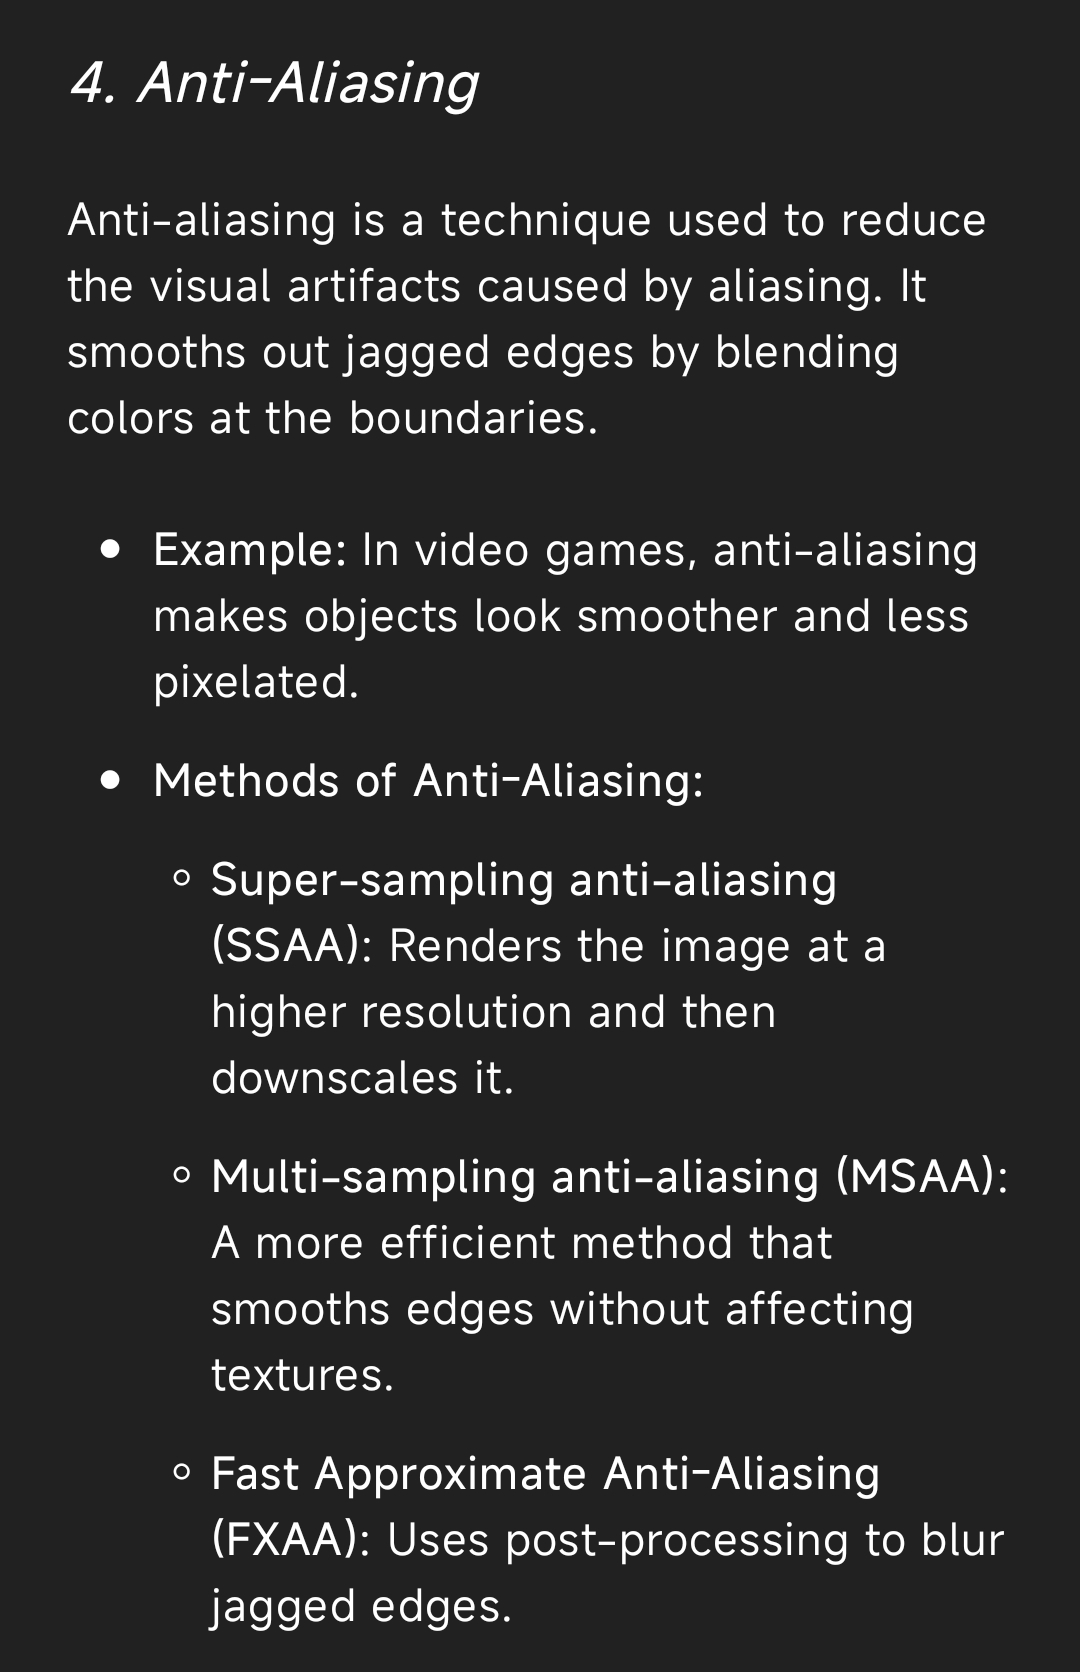 4. Anti-Aliasing
Anti-aliasing is a technique used to reduce
the visual artifacts caused by aliasing. It
smooths out jagged edges by blending
colors at the boundaries.
• Example: In video games, anti-aliasing
makes objects look smoother and less
pixelated.
• Methods of Anti-Aliasing:
◦ Super-sampling anti-aliasing
(SSAA): Renders the image at a
higher resolution and then
downscales it.
◦ Multi-sampling anti-aliasing (MSAA):
A more efficient method that
smooths edges without affecting
textures.
◦ Fast Approximate Anti-Aliasing
(FXAA): Uses post-processing to blur
jagged edges.